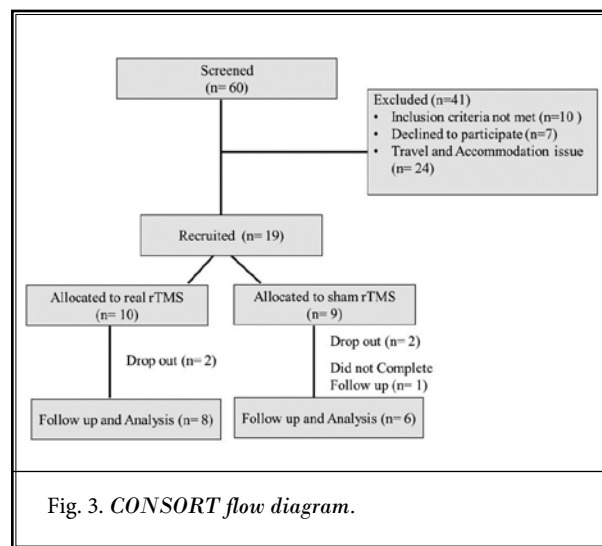 Screened
(n= 60)
Excluded (n=41)
• Inclusion criteria not met (n=10 )
• Declined to participate (n=7)
• Travel and Accommodation issue
(n= 24)
Recruited (n= 19)
Allocated to real rTMS
(n= 10)
Allocated to sham rTMS
(n= 9)
Drop out (n= 2)
Drop out (n= 2)
Did not Complete
Follow up (n= 1)
Follow up and Analysis (n= 8)
Follow up and Analysis (n= 6)
Fig. 3. CONSORT flow diagram.